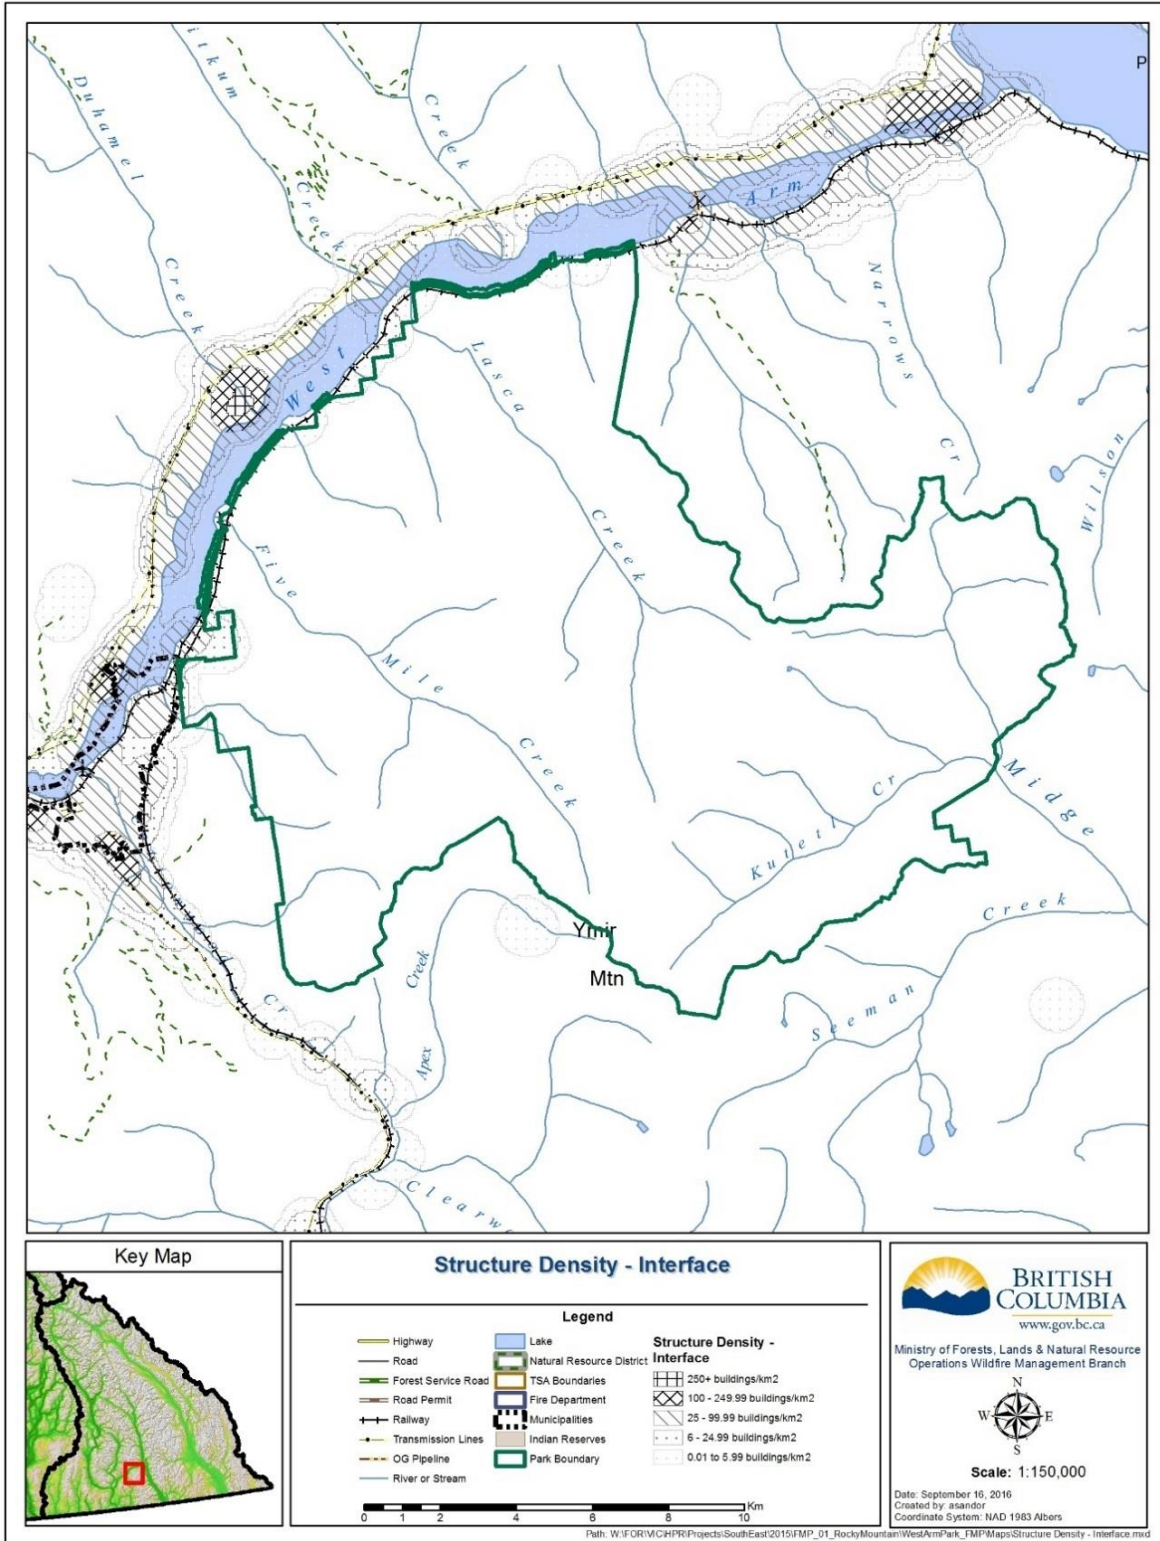 P
Duhamel
Creek
itkum
Creek
Creek
West
Arm
Lasca
Creek
Narrows
Cr
Wilson
Five
Mile
Creek
Midge
Creek
Kutetl Cr
Ymir
Mtn
Apex
Creek
Seeman
Cr
Clearw
Key Map
Structure Density - Interface
Legend
Highway
Road
Forest Service Road
Road Permit
Railway
Transmission Lines
OG Pipeline
River or Stream
Lake
Natural Resource District
TSA Boundaries
Fire Department
Municipalities
Indian Reserves
Park Boundary
Structure Density -
Interface
250+ buildings/km2
100 - 249.99 buildings/km2
25 - 99.99 buildings/km2
6 - 24.99 buildings/km2
0.01 to 5.99 buildings/km2
0 1 2 4 6 8 10 Km
BRITISH
COLUMBIA
www.gov.bc.ca
Ministry of Forests, Lands & Natural Resource
Operations Wildfire Management Branch
N
W E
S
Scale: 1:150,000
Date: September 16, 2016
Created by: asandor
Coordinate System: NAD 1983 Albers
Path: W:\FOR\VIC\HPR\Projects\SouthEast\2015\FMP_01_RockyMountain\WestArmPark_FMP\Maps\Structure Density - Interface.mxd